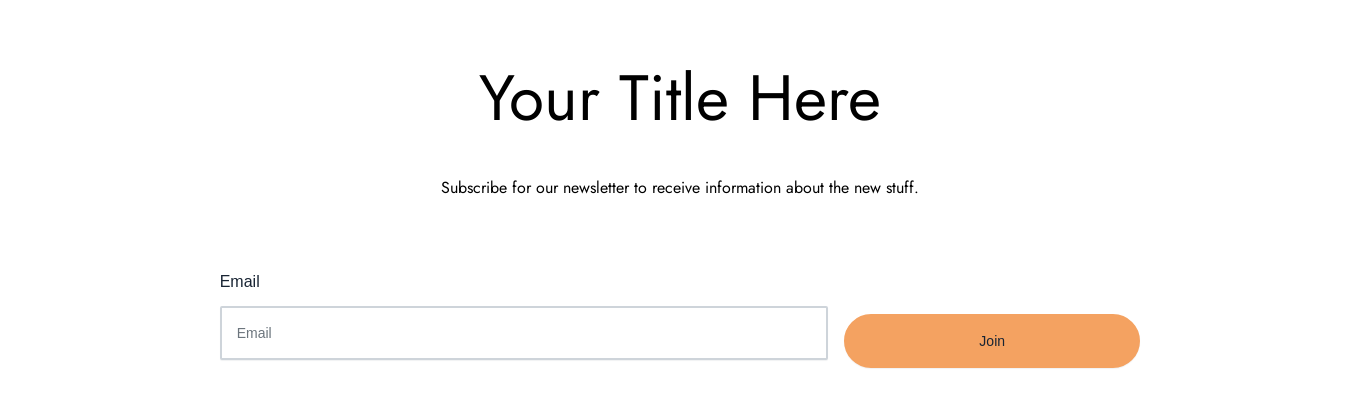 Your Title Here
Subscribe for our newsletter to receive information about the new stuff.
Email
Email
Join